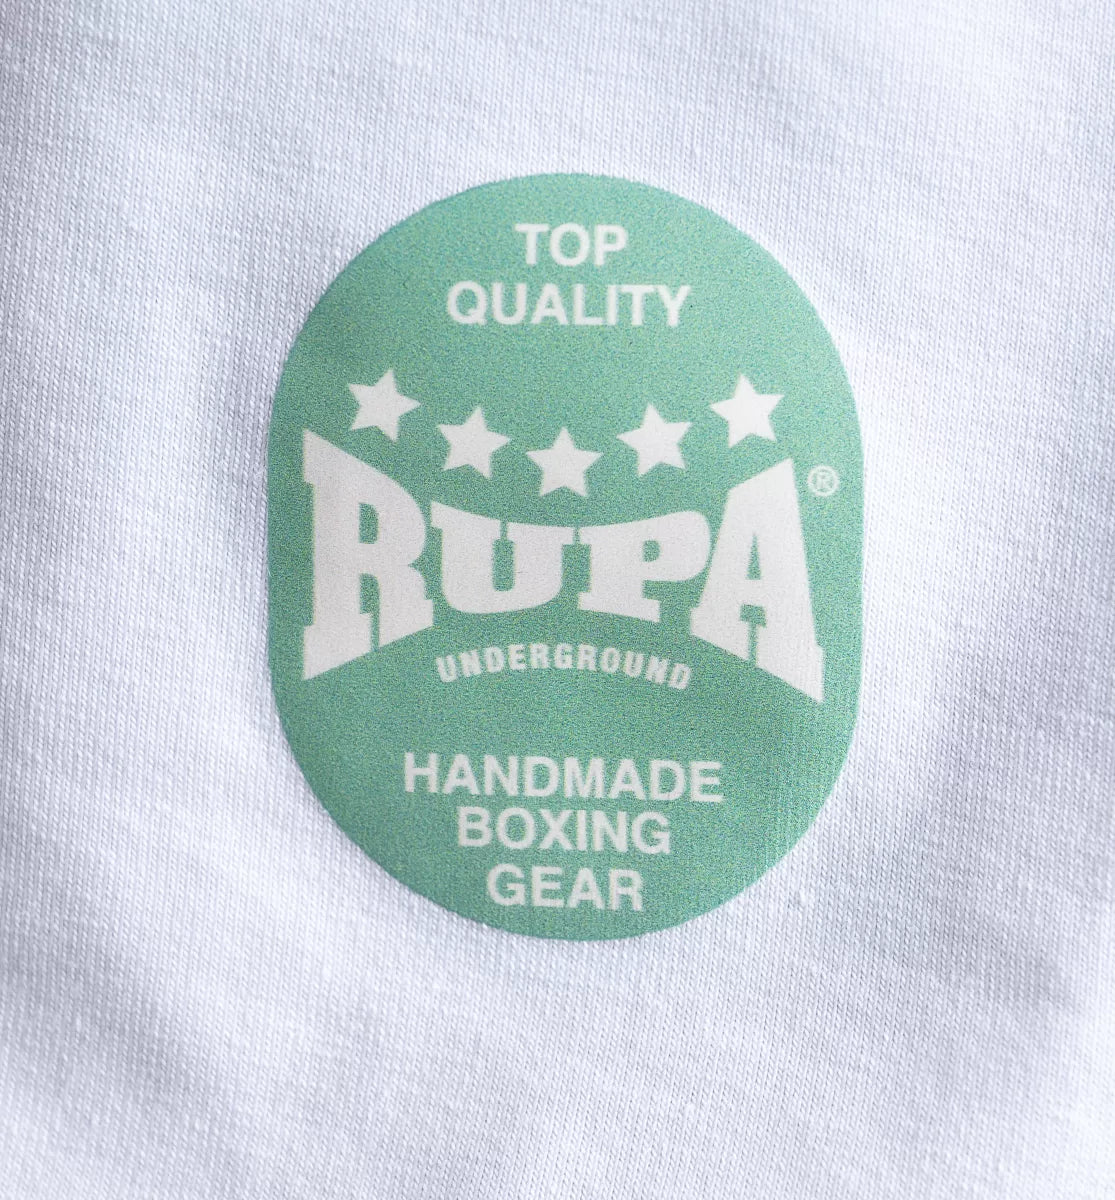 TOP
QUALITY
RUPA®
UNDERGROUND
HANDMADE
BOXING
GEAR